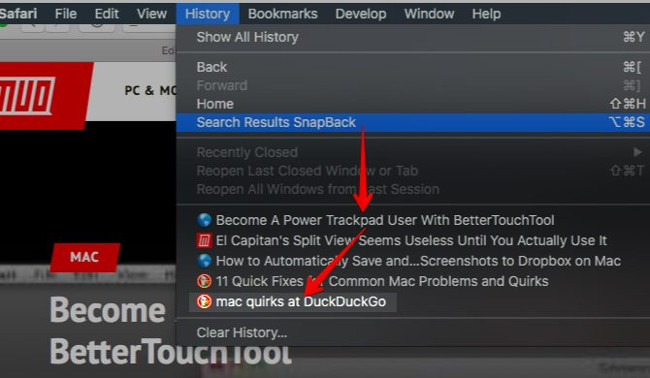 Safari File Edit View History Bookmarks Develop Window Help
Show All History ⌘Y
Edi
muo
PC & MO
Back ⌘[
Forward ⌘]
Home ⇧⌘H
Search Results SnapBack ⌥⌘S
Recently Closed ▶
Reopen Last Closed Window or Tab ⇧⌘T
Reopen All Windows from Last Session
Become A Power Trackpad User With BetterTouchTool
El Capitan's Split View Seems Useless Until You Actually Use It
How to Automatically Save and...Screenshots to Dropbox on Mac
11 Quick Fixes for Common Mac Problems and Quirks
mac quirks at DuckDuckGo
Clear History...
MAC
Become
BetterTouchTool